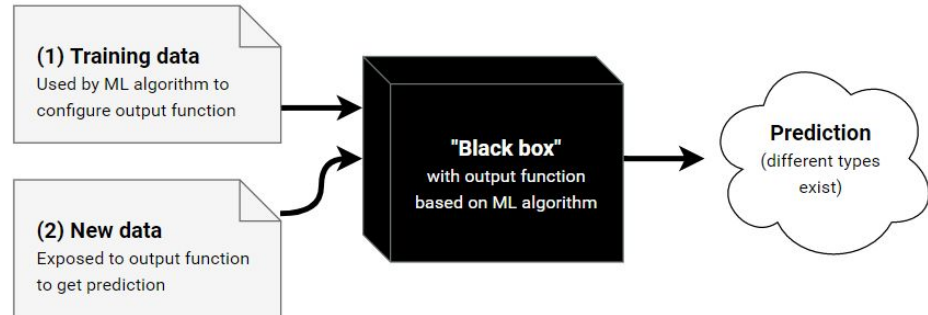 (1) Training data
Used by ML algorithm to
configure output function
(2) New data
Exposed to output function
to get prediction
"Black box"
with output function
based on ML algorithm
Prediction
(different types
exist)